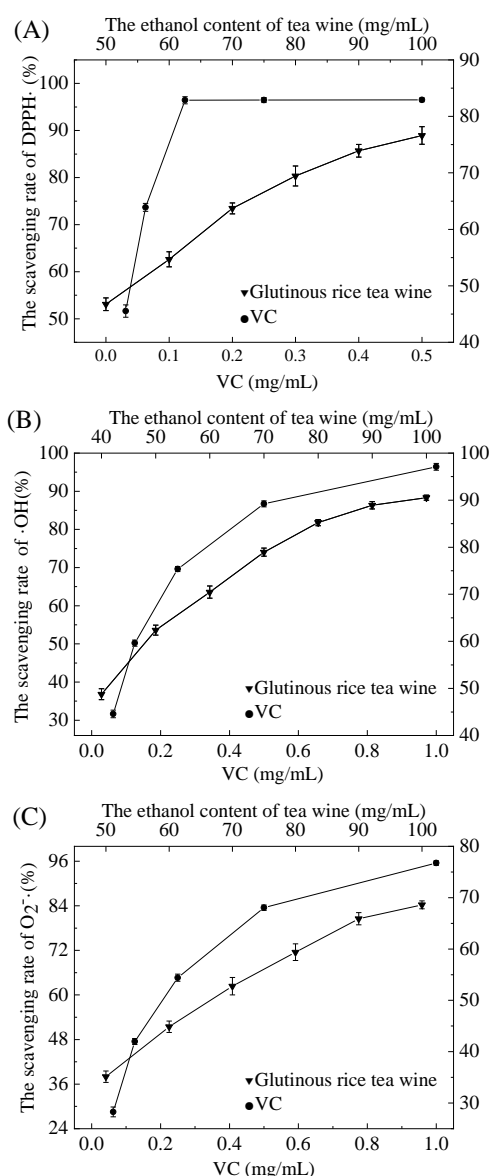 (A)
The ethanol content of tea wine (mg/mL)
50 60 70 80 90 100
The scavenging rate of DPPH· (%)
100
90
80
70
60
50
90
80
70
60
50
40
Glutinous rice tea wine
VC
0.0 0.1 0.2 0.3 0.4 0.5
VC (mg/mL)
(B)
The ethanol content of tea wine (mg/mL)
40 50 60 70 80 90 100
The scavenging rate of ·OH(%)
100
90
80
70
60
50
40
30
100
90
80
70
60
50
40
Glutinous rice tea wine
VC
0.0 0.2 0.4 0.6 0.8 1.0
VC (mg/mL)
(C)
The ethanol content of tea wine (mg/mL)
50 60 70 80 90 100
The scavenging rate of O₂⁻·(%)
96
84
72
60
48
36
24
80
70
60
50
40
30
Glutinous rice tea wine
VC
0.0 0.2 0.4 0.6 0.8 1.0
VC (mg/mL)